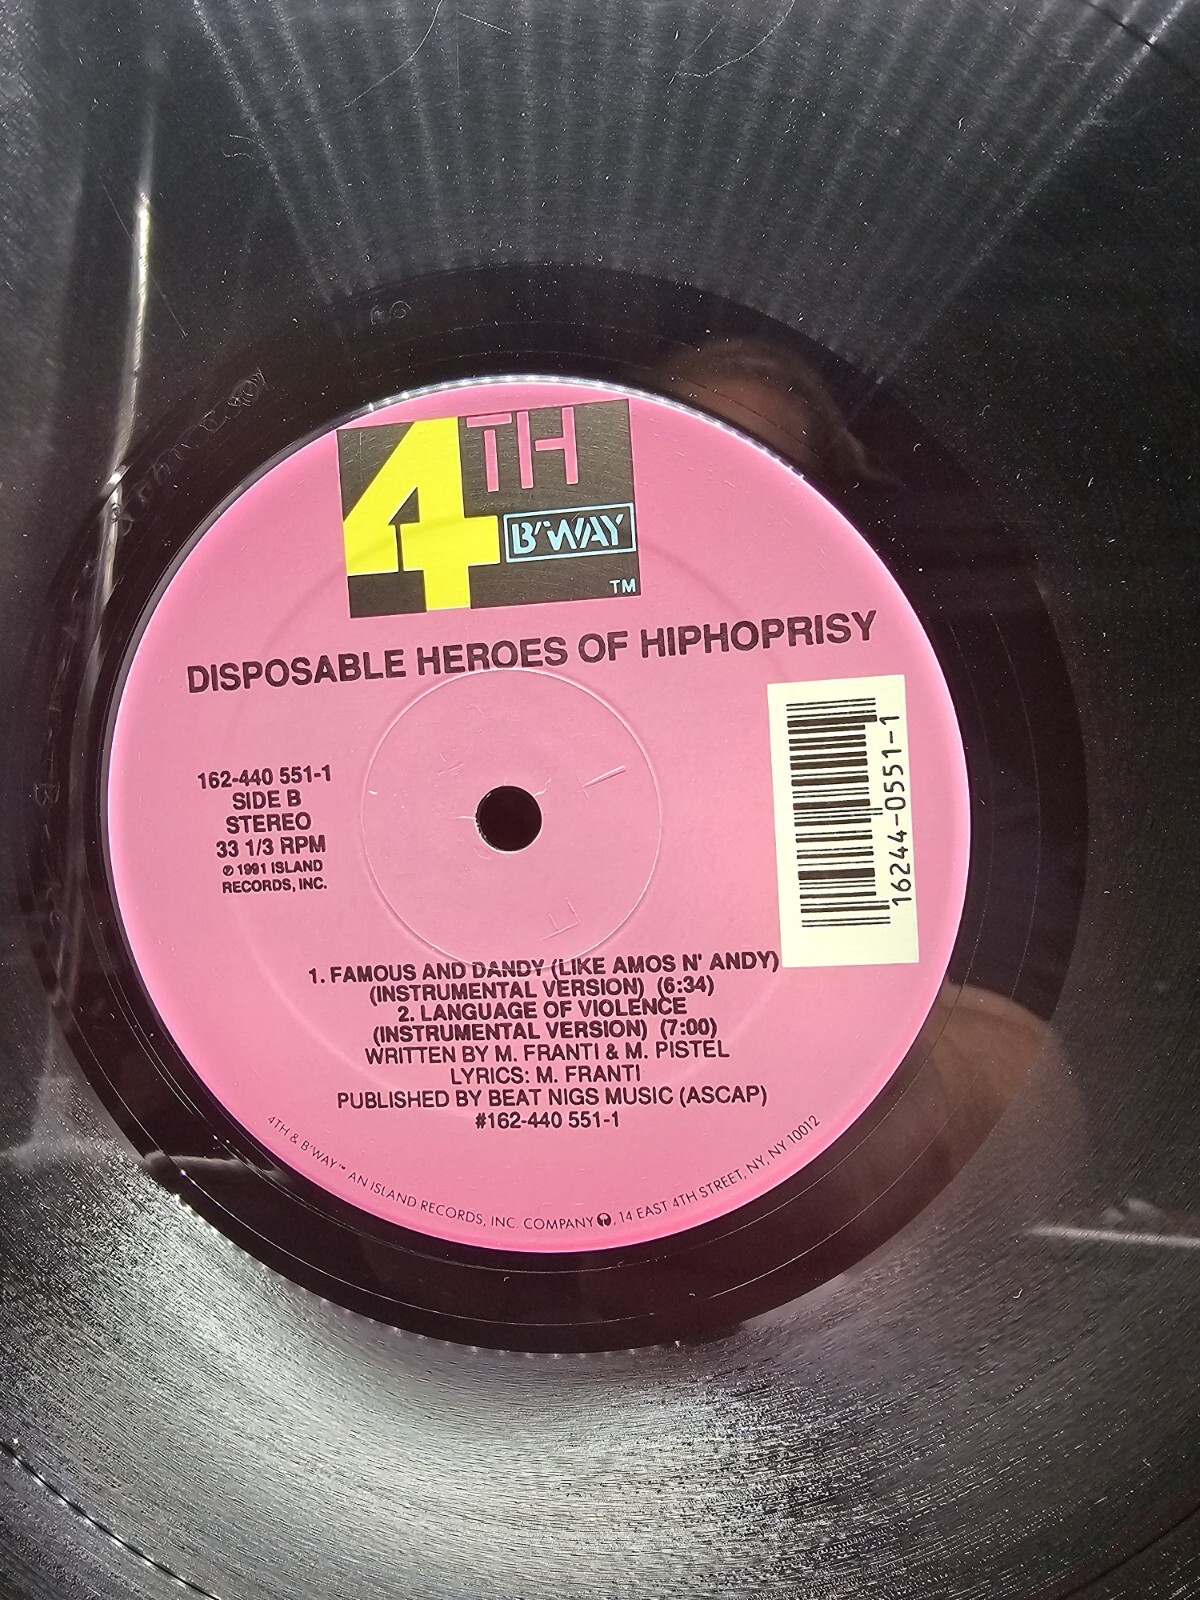 4TH
B'WAY
TM
DISPOSABLE HEROES OF HIPHOPRISY
162-440 551-1
SIDE B
STEREO
33 1/3 RPM
℗ 1991 ISLAND
RECORDS, INC.
16244-0551-1
1. FAMOUS AND DANDY (LIKE AMOS N' ANDY)
(INSTRUMENTAL VERSION) (6:34)
2. LANGUAGE OF VIOLENCE
(INSTRUMENTAL VERSION) (7:00)
WRITTEN BY M. FRANTI & M. PISTEL
LYRICS: M. FRANTI
PUBLISHED BY BEAT NIGS MUSIC (ASCAP)
#162-440 551-1
4TH & B'WAY™ AN ISLAND RECORDS, INC. COMPANY, 14 EAST 4TH STREET, NY, NY 10012